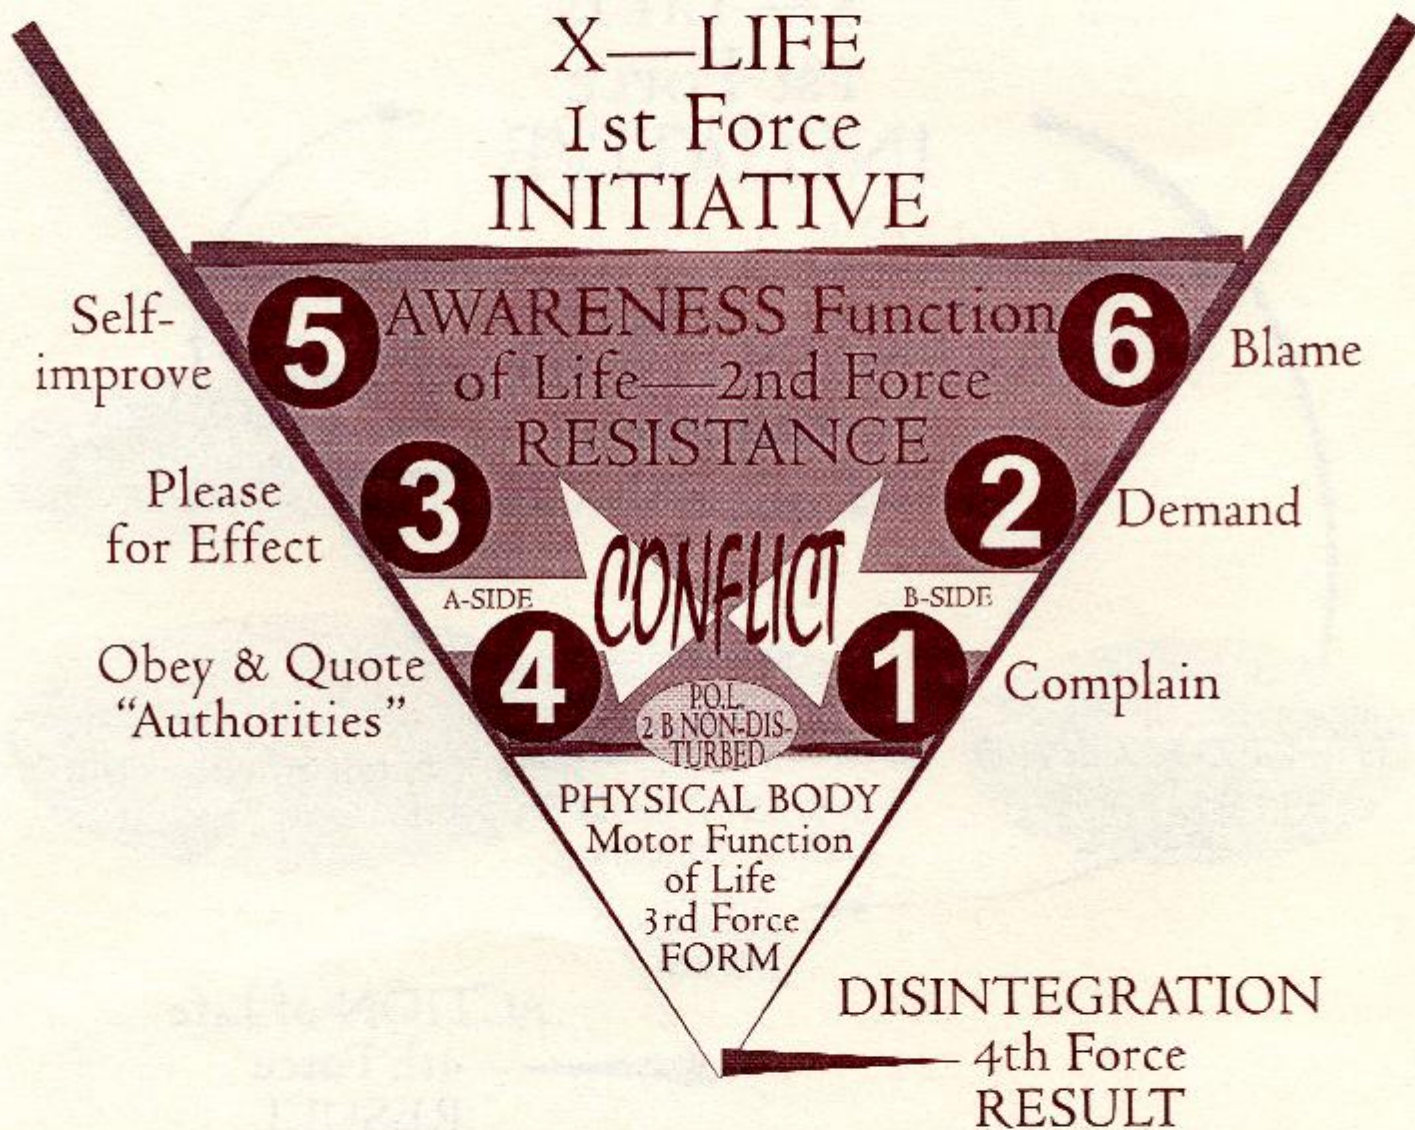 X—LIFE
1st Force
INITIATIVE
AWARENESS Function
of Life—2nd Force
RESISTANCE
5
Self-
improve
6
Blame
3
Please
for Effect
2
Demand
CONFLICT
A-SIDE
B-SIDE
4
Obey & Quote
“Authorities”
1
Complain
P.O.L.
2 B NON-DIS-
TURBED
PHYSICAL BODY
Motor Function
of Life
3rd Force
FORM
DISINTEGRATION
4th Force
RESULT